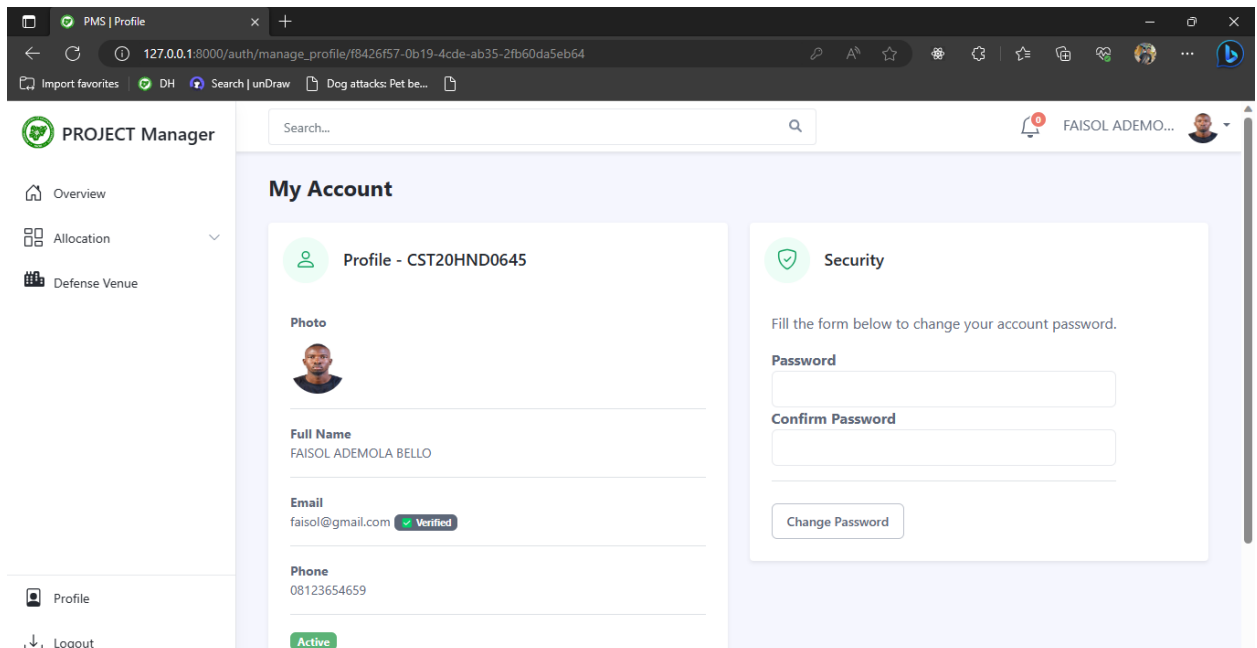 PMS | Profile
127.0.0.1:8000/auth/manage_profile/f8426f57-0b19-4cde-ab35-2fb60da5eb64
Import favorites DH Search | unDraw Dog attacks: Pet be...
PROJECT Manager
Search...
0
FAISOL ADEMO...
Overview
Allocation
Defense Venue
Profile
Logout
My Account
Profile - CST20HND0645
Photo
Full Name
FAISOL ADEMOLA BELLO
Email
faisol@gmail.com Verified
Phone
08123654659
Active
Security
Fill the form below to change your account password.
Password
Confirm Password
Change Password